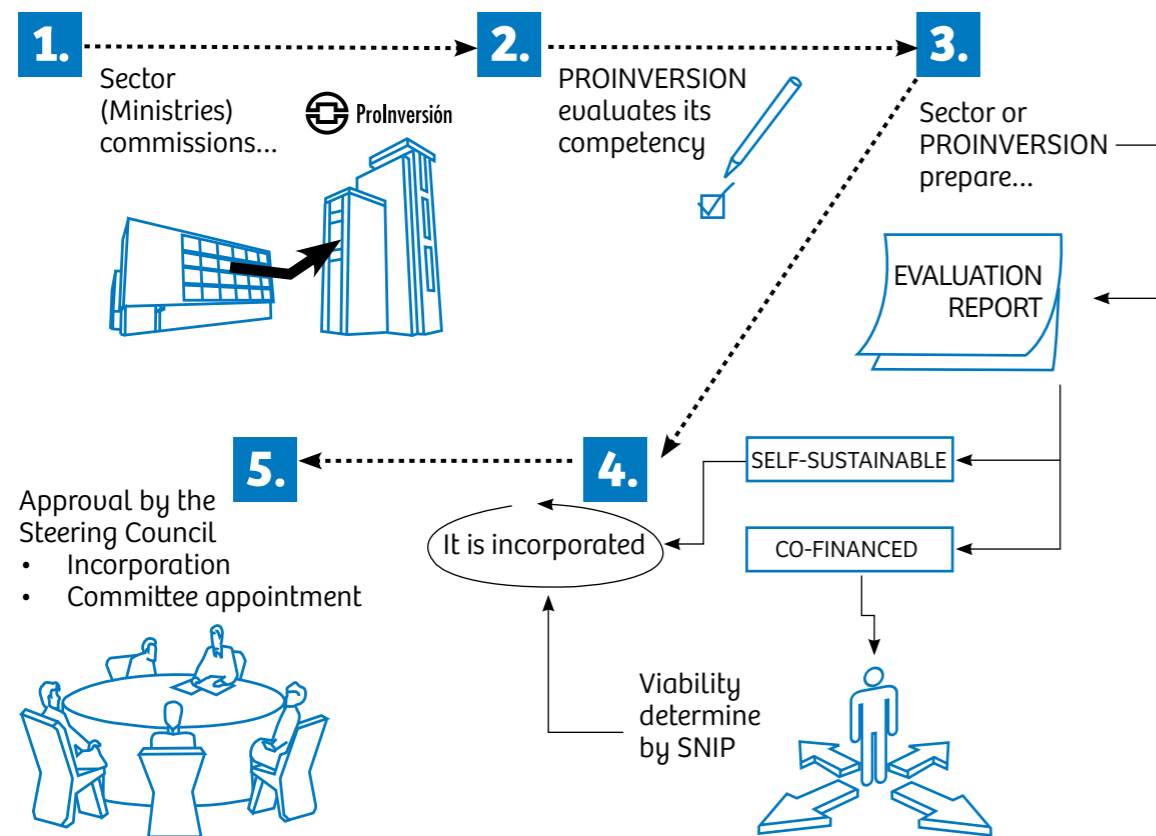 1.
Sector
(Ministries)
commissions...
ProInversión
2.
PROINVERSION
evaluates its
competency
3.
Sector or
PROINVERSION
prepare...
EVALUATION
REPORT
SELF-SUSTAINABLE
CO-FINANCED
4.
It is incorporated
Viability
determine
by SNIP
5.
Approval by the
Steering Council
• Incorporation
• Committee appointment